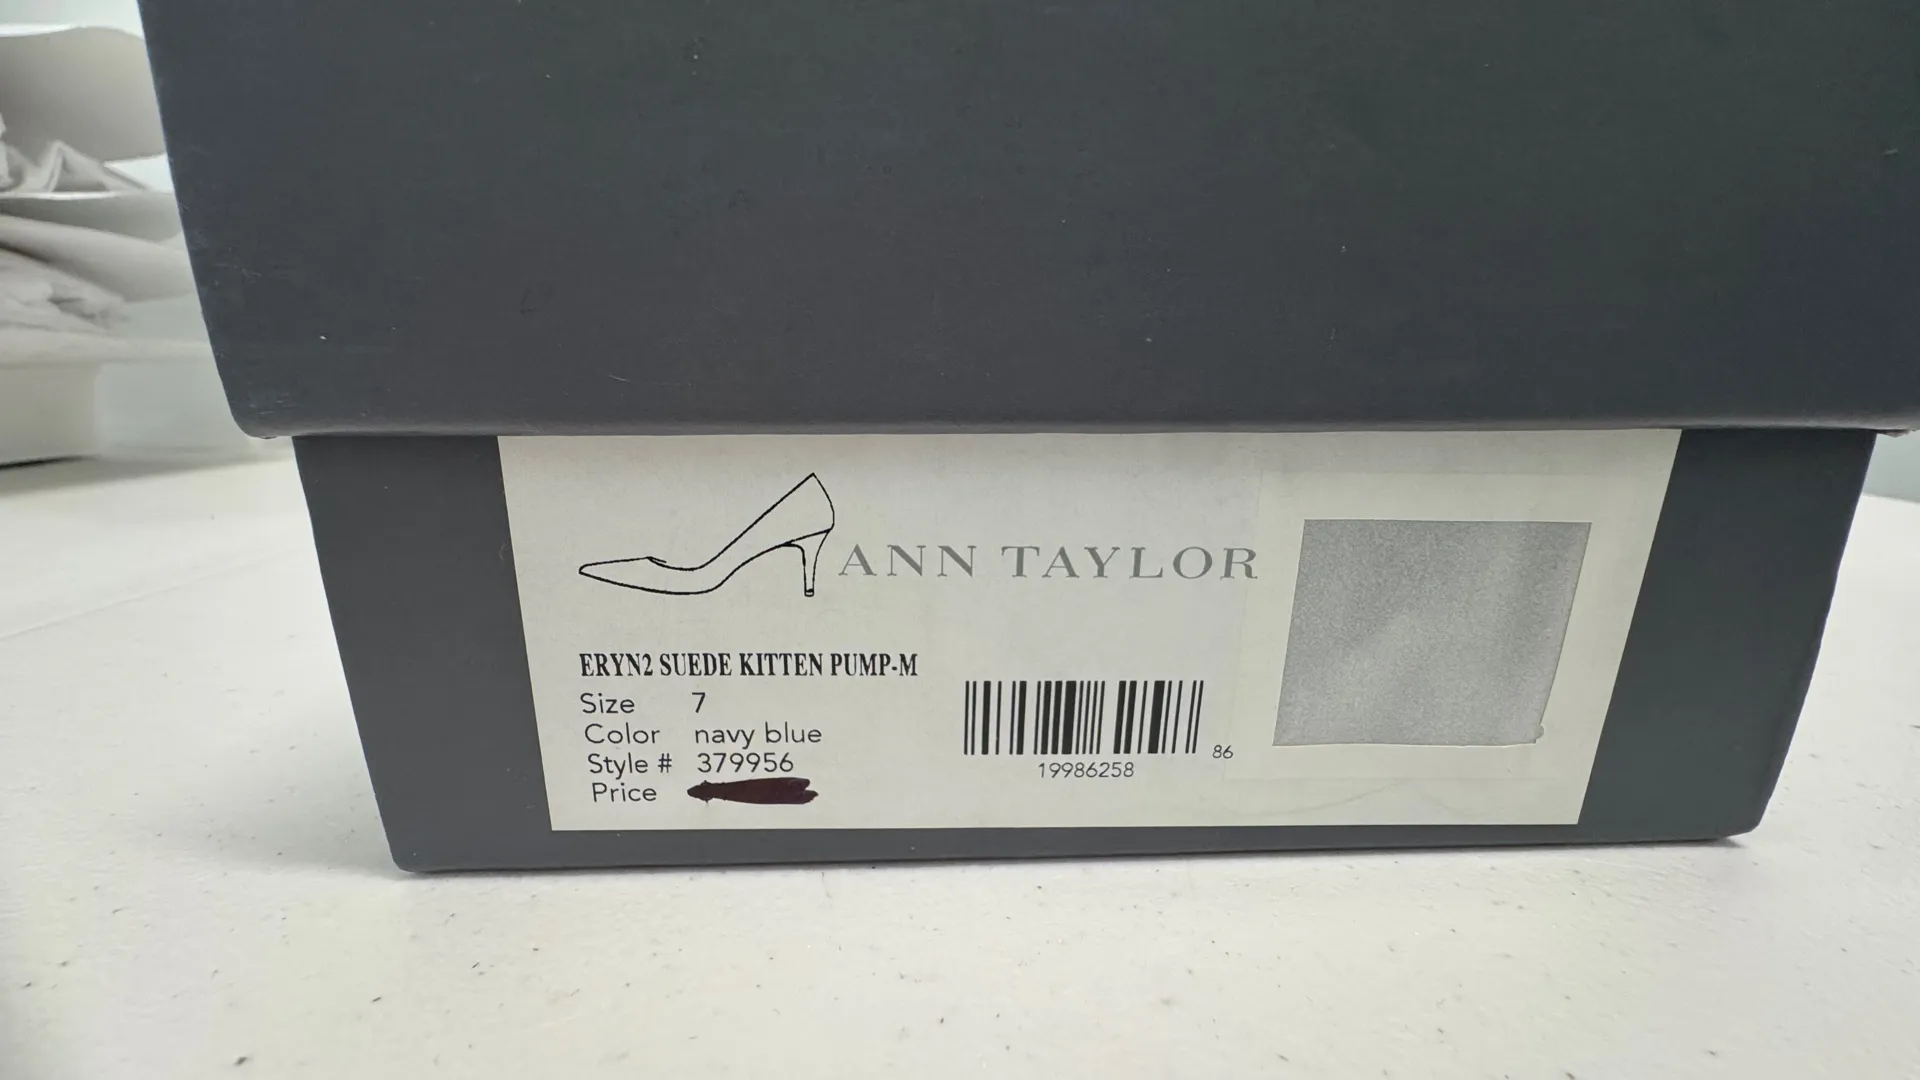 ANN TAYLOR
ERYN2 SUEDE KITTEN PUMP-M
Size 7
Color navy blue
Style # 379956
Price
86
19986258